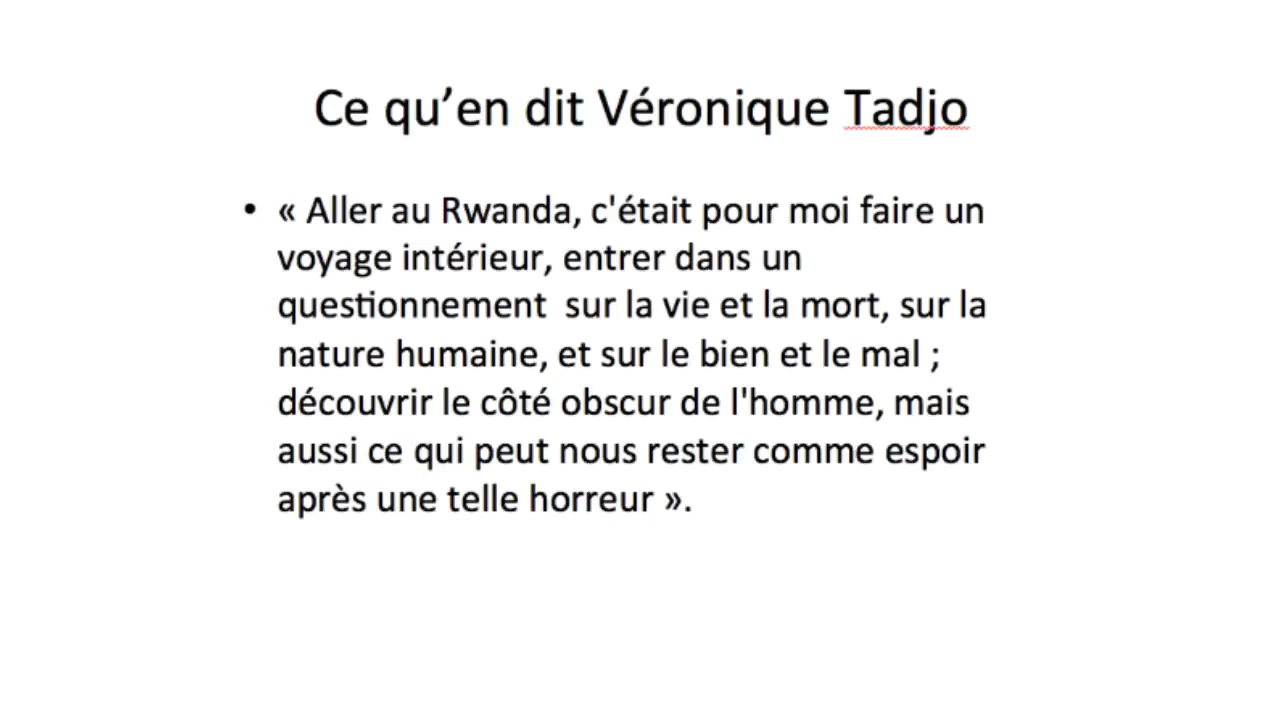 Ce qu’en dit Véronique Tadjo
• « Aller au Rwanda, c'était pour moi faire un
voyage intérieur, entrer dans un
questionnement  sur la vie et la mort, sur la
nature humaine, et sur le bien et le mal ;
découvrir le côté obscur de l'homme, mais
aussi ce qui peut nous rester comme espoir
après une telle horreur ».